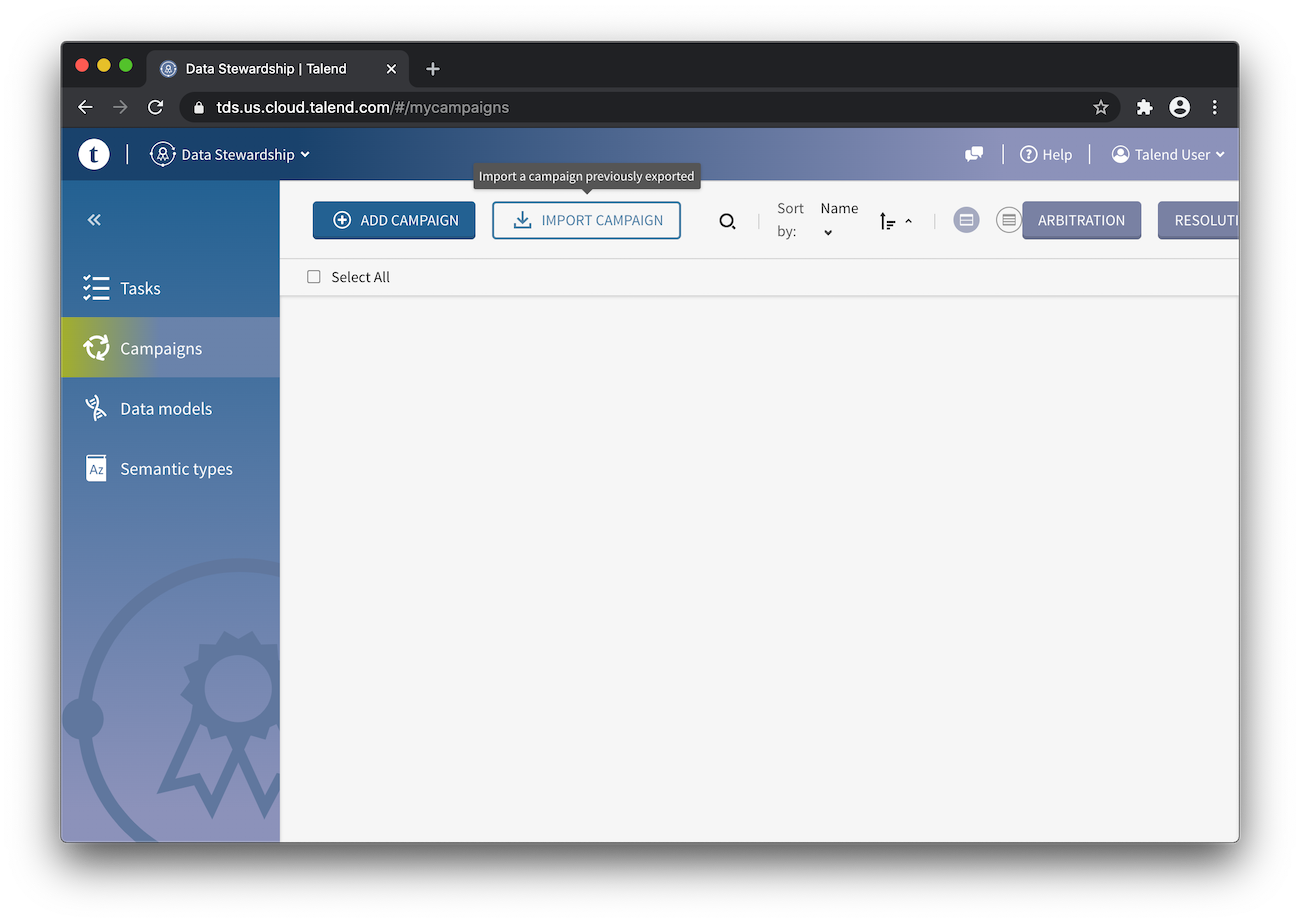 Data Stewardship | Talend
tds.us.cloud.talend.com/#/mycampaigns
t
Data Stewardship
Help
Talend User
Import a campaign previously exported
ADD CAMPAIGN
IMPORT CAMPAIGN
Sort by:
Name
ARBITRATION
RESOLUTI
Select All
Tasks
Campaigns
Data models
Az
Semantic types